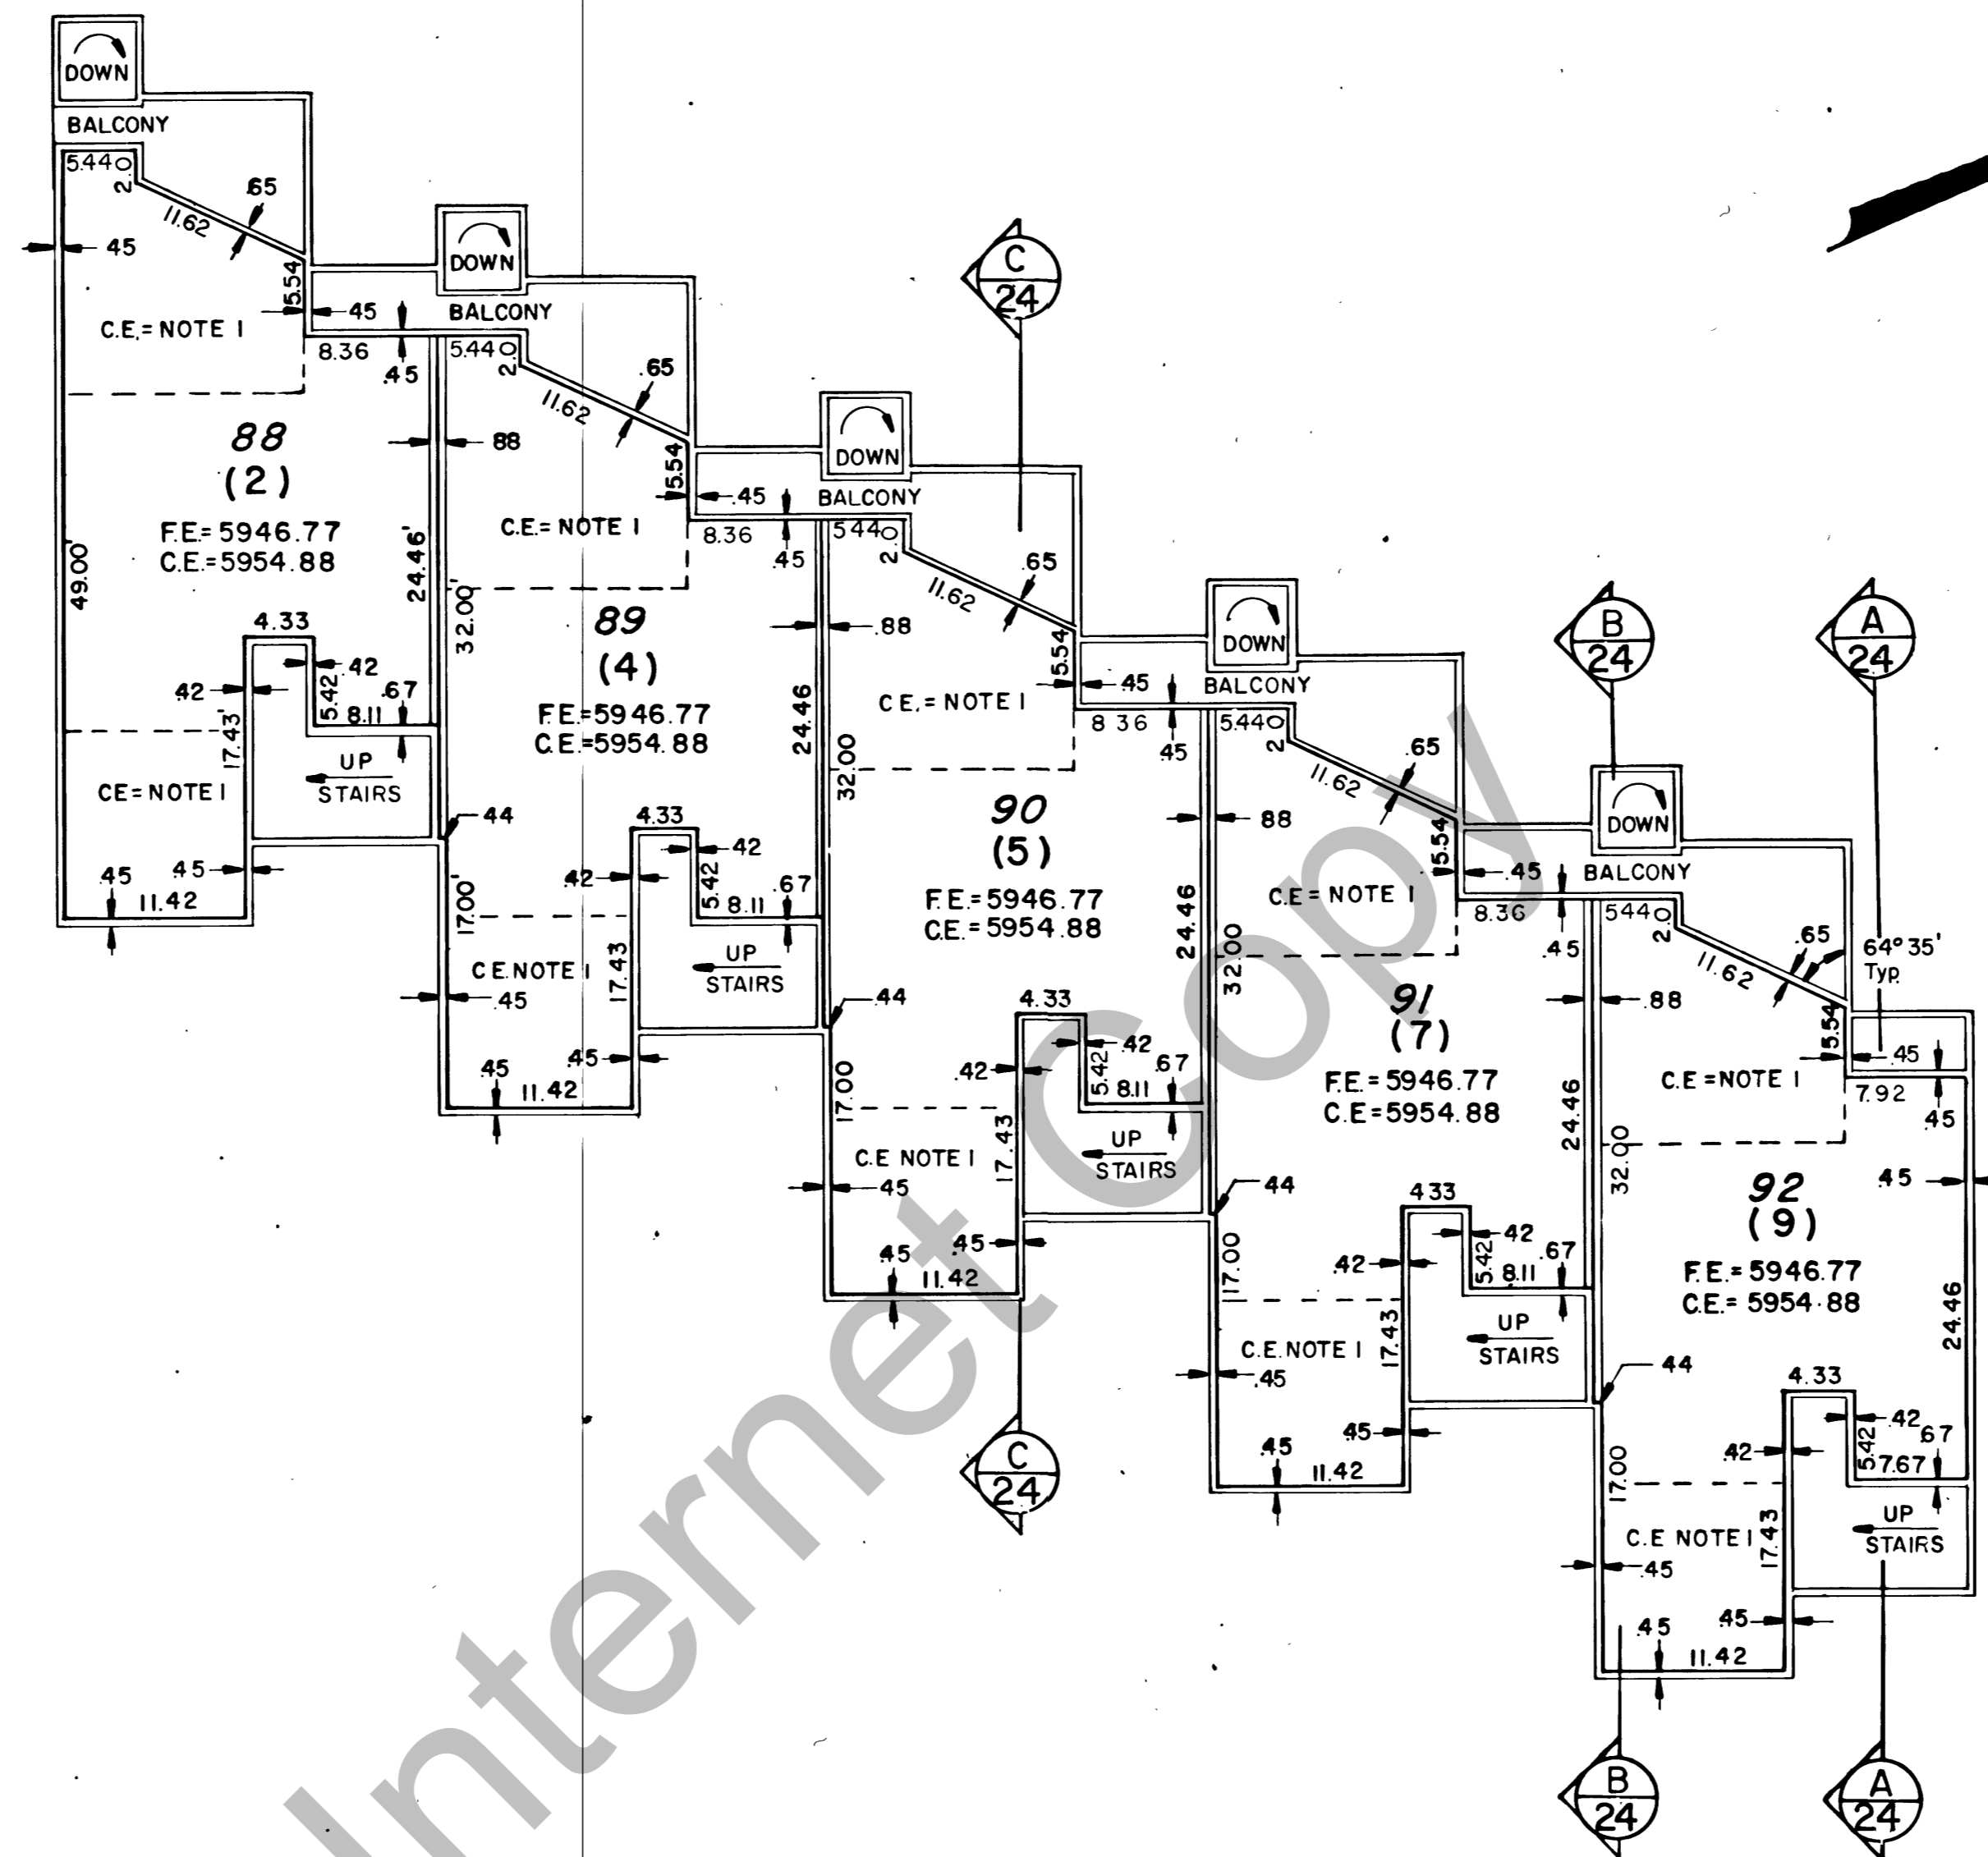 DOWN
BALCONY
5.44
2.0
11.62
.65
.45
15.54
.45
C.E.= NOTE 1
8.36
.45
88
(2)
F.E.= 5946.77
C.E.= 5954.88
49.00'
24.46'
.88
4.33
.42
.42
5.42
.67
8.11
17.43'
UP
STAIRS
CE= NOTE 1
.44
.45
.45
11.42
DOWN
BALCONY
5.44
2.0
11.62
.65
15.54
.45
C.E.= NOTE 1
8.36
.45
32.00'
89
(4)
F.E.=5946.77
C.E.=5954.88
24.46
.88
4.33
.42
.42
5.42
.67
8.11
17.00'
17.43
UP
STAIRS
C E. NOTE 1
.44
.45
.45
.45
11.42
C
24
DOWN
BALCONY
5.44
2.0
11.62
.65
15.54
.45
C E. = NOTE 1
8 36
.45
32.00
90
(5)
F.E.= 5946.77
C.E.= 5954.88
24.46
.88
4.33
.42
.42
5.42
.67
8.11
17.00
17.43
UP
STAIRS
C.E NOTE 1
.44
.45
.45
.45
11.42
C
24
DOWN
BALCONY
5.44
2
11.62
.65
15.54
.45
C.E = NOTE 1
8.36
.45
32.00
91
(7)
F.E. = 5946.77
C.E=5954.88
24.46
.88
4.33
.42
.42
5.42
.67
8.11
17.00
17.43
UP
STAIRS
C.E. NOTE 1
.44
.45
.45
.45
11.42
B
24
A
24
DOWN
BALCONY
5.44
2.0
11.62
.65
64° 35'
Typ.
15.54
.45
C.E =NOTE 1
7.92
.45
.45
32.00
92
(9)
F.E.= 5946.77
C.E.= 5954.88
24.46
4.33
.42
.42
5.42
.67
7.67
17.00
17.43
UP
STAIRS
C.E NOTE 1
.45
.45
.45
11.42
B
24
A
24
Internet Copy